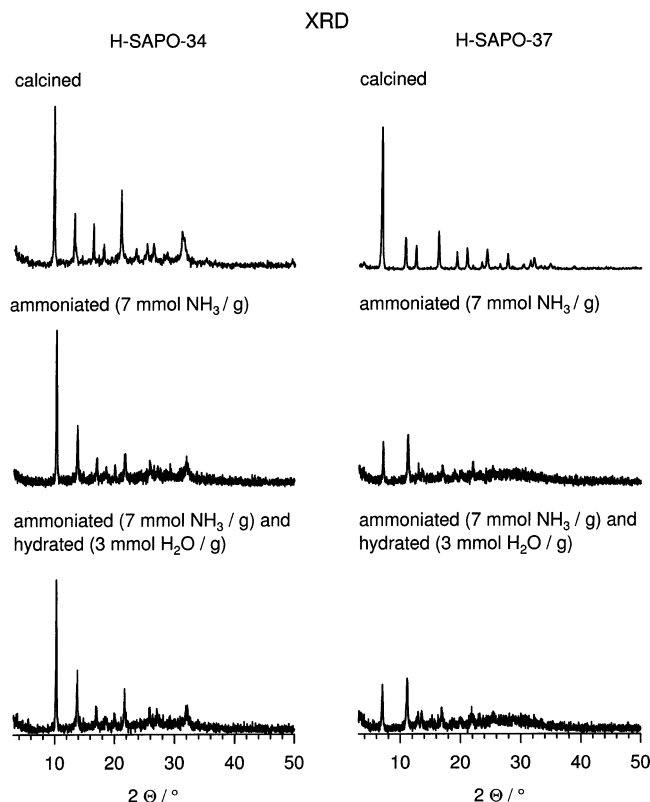 XRD
H-SAPO-34
H-SAPO-37
calcined
calcined
ammoniated (7 mmol NH₃ / g)
ammoniated (7 mmol NH₃ / g)
ammoniated (7 mmol NH₃ / g) and
hydrated (3 mmol H₂O / g)
ammoniated (7 mmol NH₃ / g) and
hydrated (3 mmol H₂O / g)
10 20 30 40 50
10 20 30 40 50
2 Θ / °
2 Θ / °